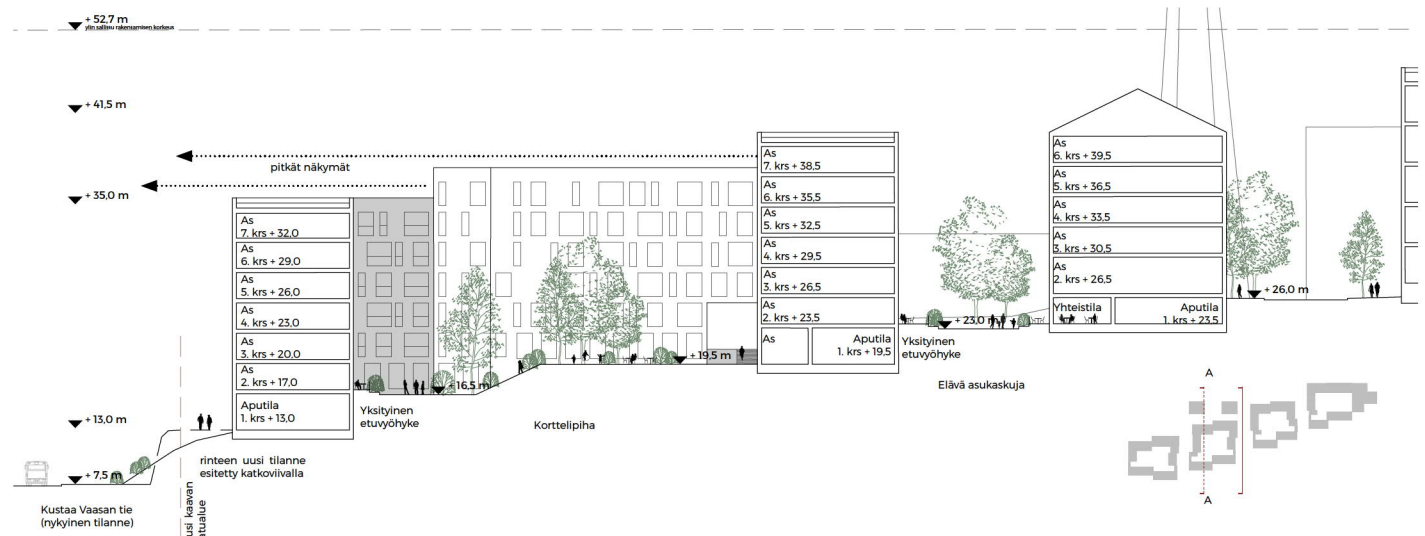 + 52,7 m
ylin sallittu rakentamisen korkeus
+ 41,5 m
pitkät näkymät
+ 35,0 m
As
7. krs + 32,0
As
6. krs + 29,0
As
5. krs + 26,0
As
4. krs + 23,0
As
3. krs + 20,0
As
2. krs + 17,0
Aputila
1. krs + 13,0
+ 13,0 m
+ 7,5 m
Kustaa Vaasan tie
(nykyinen tilanne)
rinteen uusi tilanne
esitetty katkoviivalla
usi kaavan
atualue
Yksityinen
etuvyöhyke
+ 16,5 m
Korttelipiha
+ 19,5 m
As
7. krs + 38,5
As
6. krs + 35,5
As
5. krs + 32,5
As
4. krs + 29,5
As
3. krs + 26,5
As
2. krs + 23,5
As
Aputila
1. krs + 19,5
Yksityinen
etuvyöhyke
+ 23,0 m
Elävä asukaskuja
As
6. krs + 39,5
As
5. krs + 36,5
As
4. krs + 33,5
As
3. krs + 30,5
As
2. krs + 26,5
Yhteistila
Aputila
1. krs + 23,5
+ 26,0 m
A
A